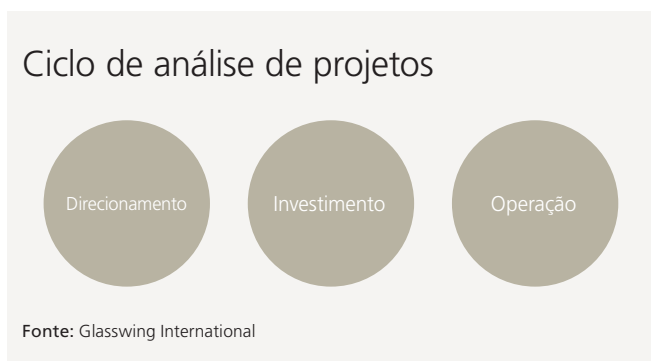 Ciclo de análise de projetos
Direcionamento
Investimento
Operação
Fonte: Glasswing International